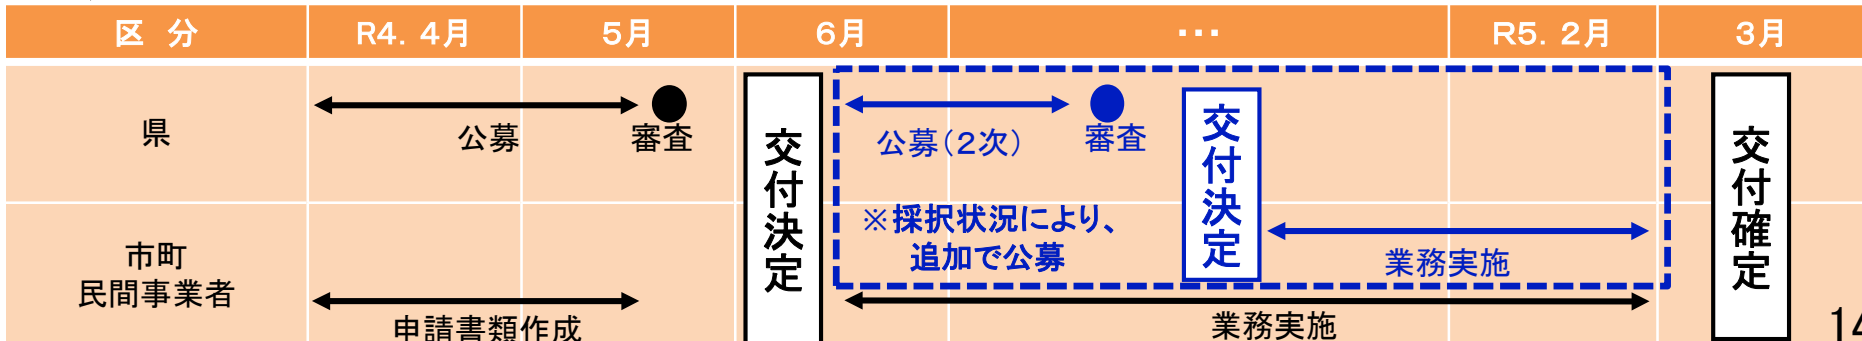 区 分
R4. 4月
5月
6月
…
R5. 2月
3月
県
公募
審査
交付決定
公募(2次)
審査
交付決定
交付確定
※採択状況により、
追加で公募
市町
民間事業者
業務実施
申請書類作成
業務実施
14